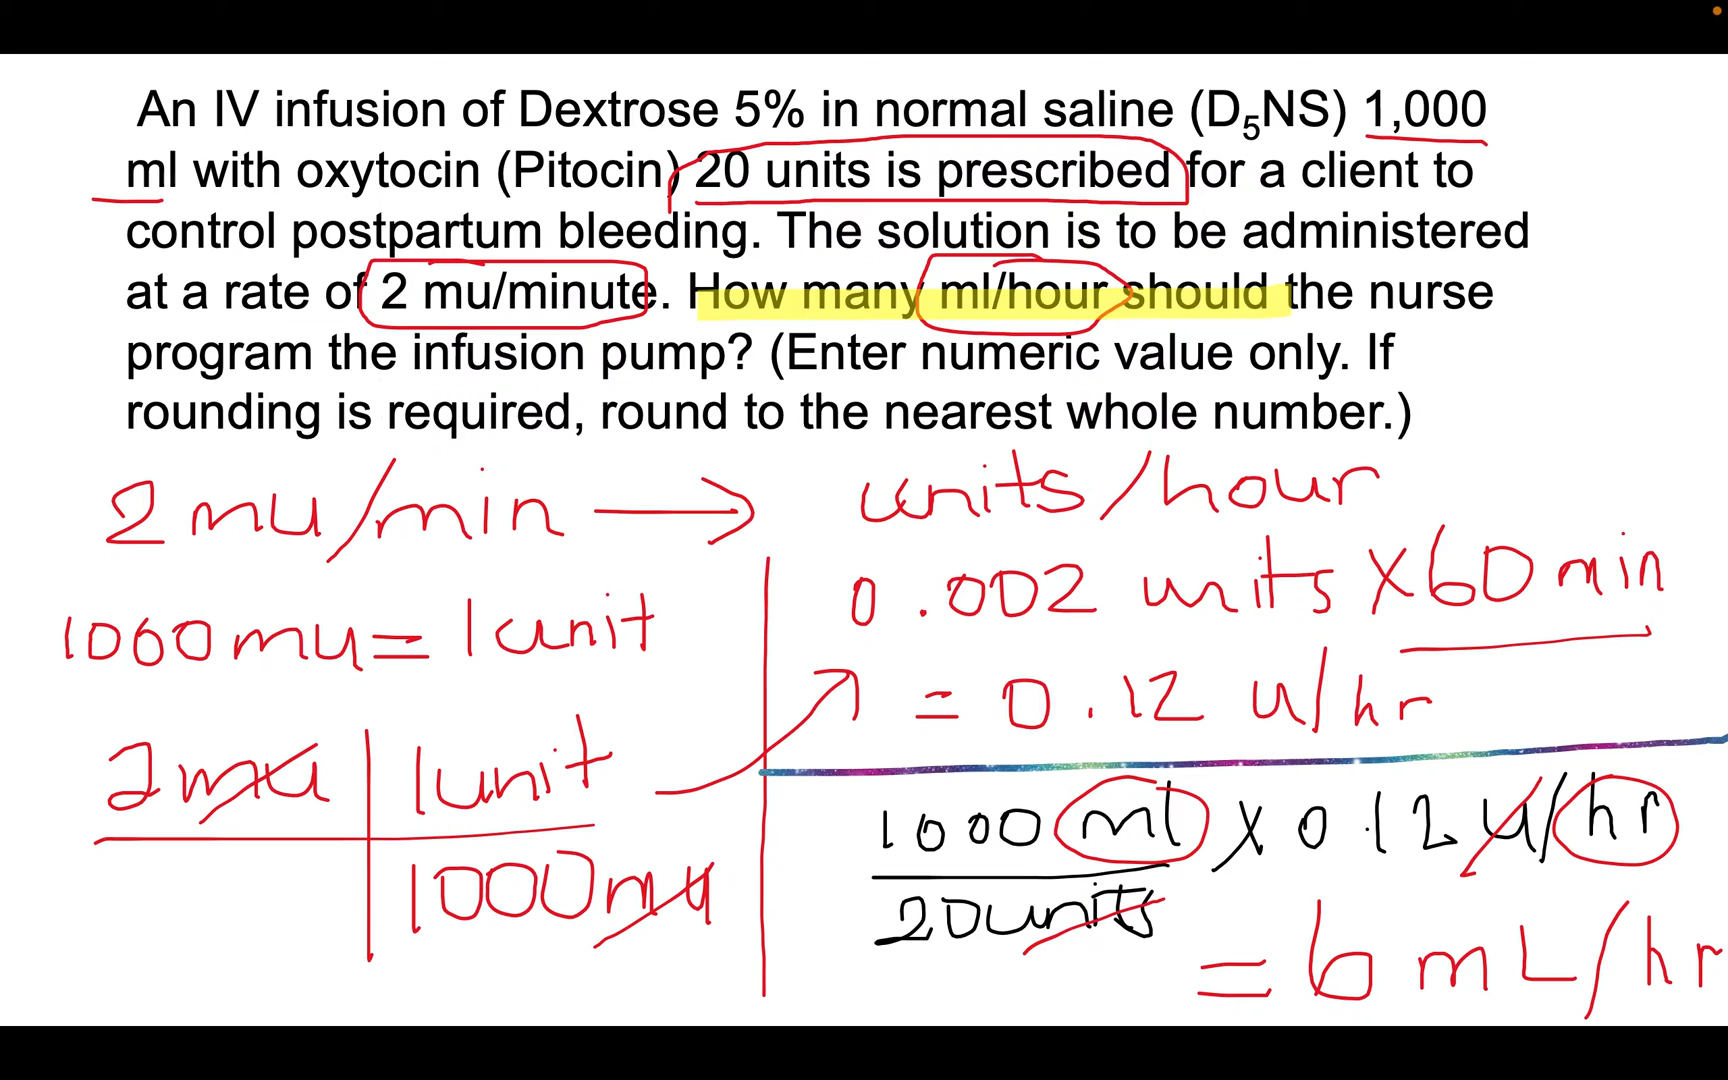 An IV infusion of Dextrose 5% in normal saline (D₅NS) 1,000
ml with oxytocin (Pitocin) 20 units is prescribed for a client to
control postpartum bleeding. The solution is to be administered
at a rate of 2 mu/minute. How many ml/hour should the nurse
program the infusion pump? (Enter numeric value only. If
rounding is required, round to the nearest whole number.)
2 mu/min → units/hour
1000 mu = 1 unit
2 mu | 1 unit
1000 mu
0.002 units x 60 min
= 0.12 u/hr
1000 ml x 0.12 u/hr
20 units
= 6 mL/hr